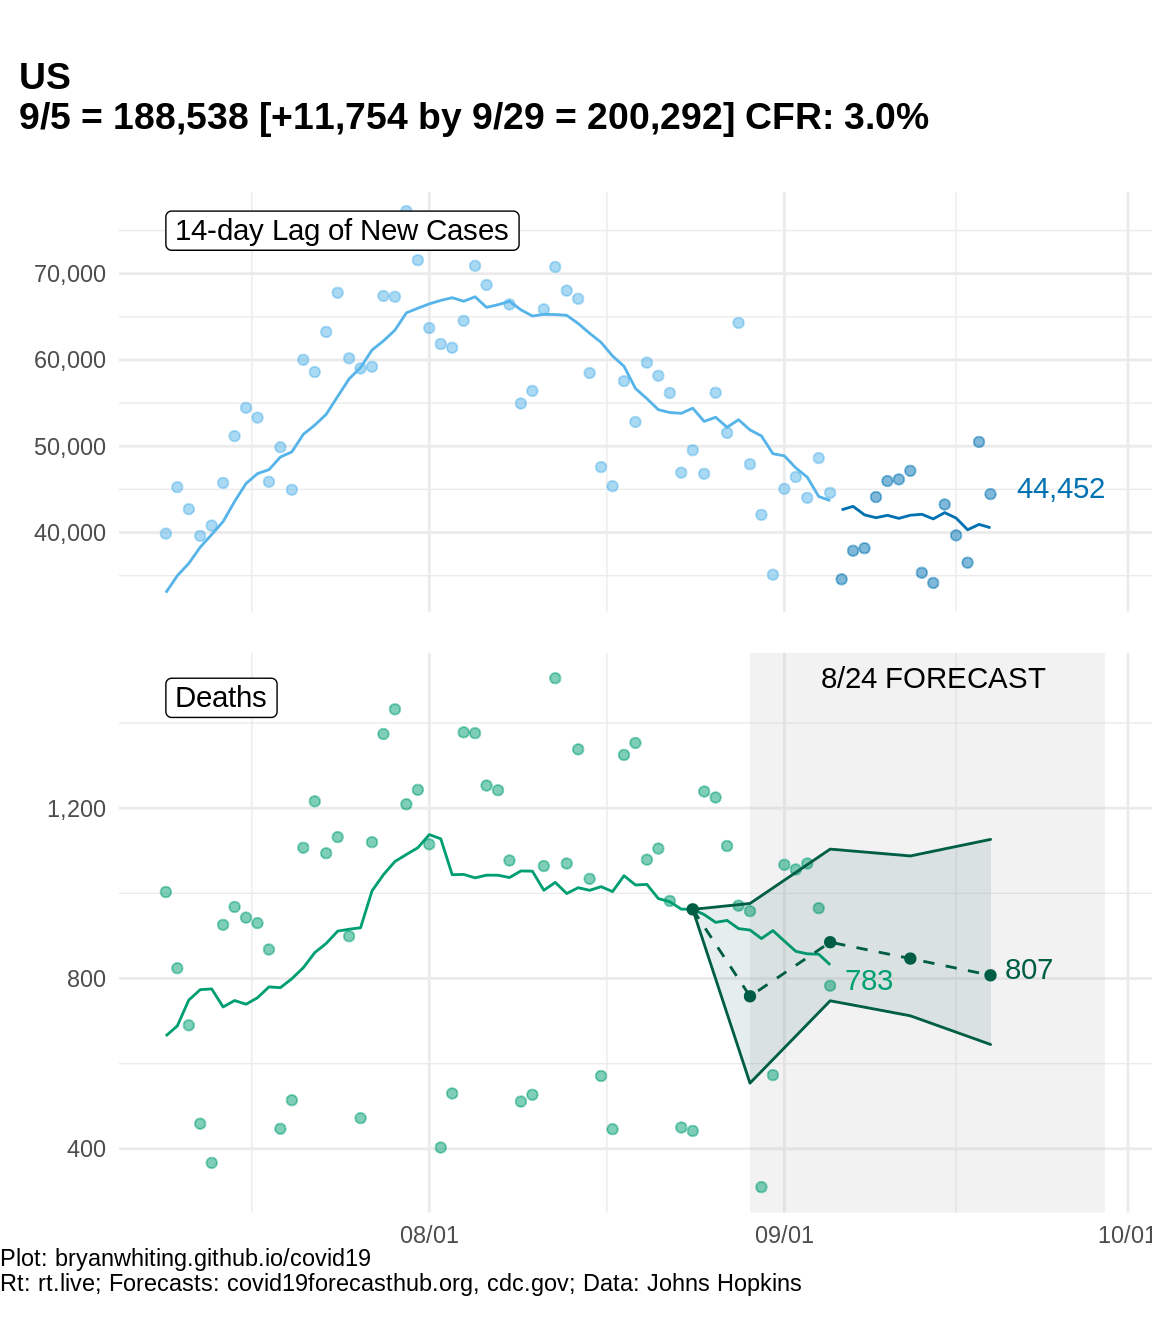 US
9/5 = 188,538 [+11,754 by 9/29 = 200,292] CFR: 3.0%
14-day Lag of New Cases
70,000
60,000
50,000
40,000
44,452
8/24 FORECAST
Deaths
1,200
800
400
783
807
08/01
09/01
10/01
Plot: bryanwhiting.github.io/covid19
Rt: rt.live; Forecasts: covid19forecasthub.org, cdc.gov; Data: Johns Hopkins